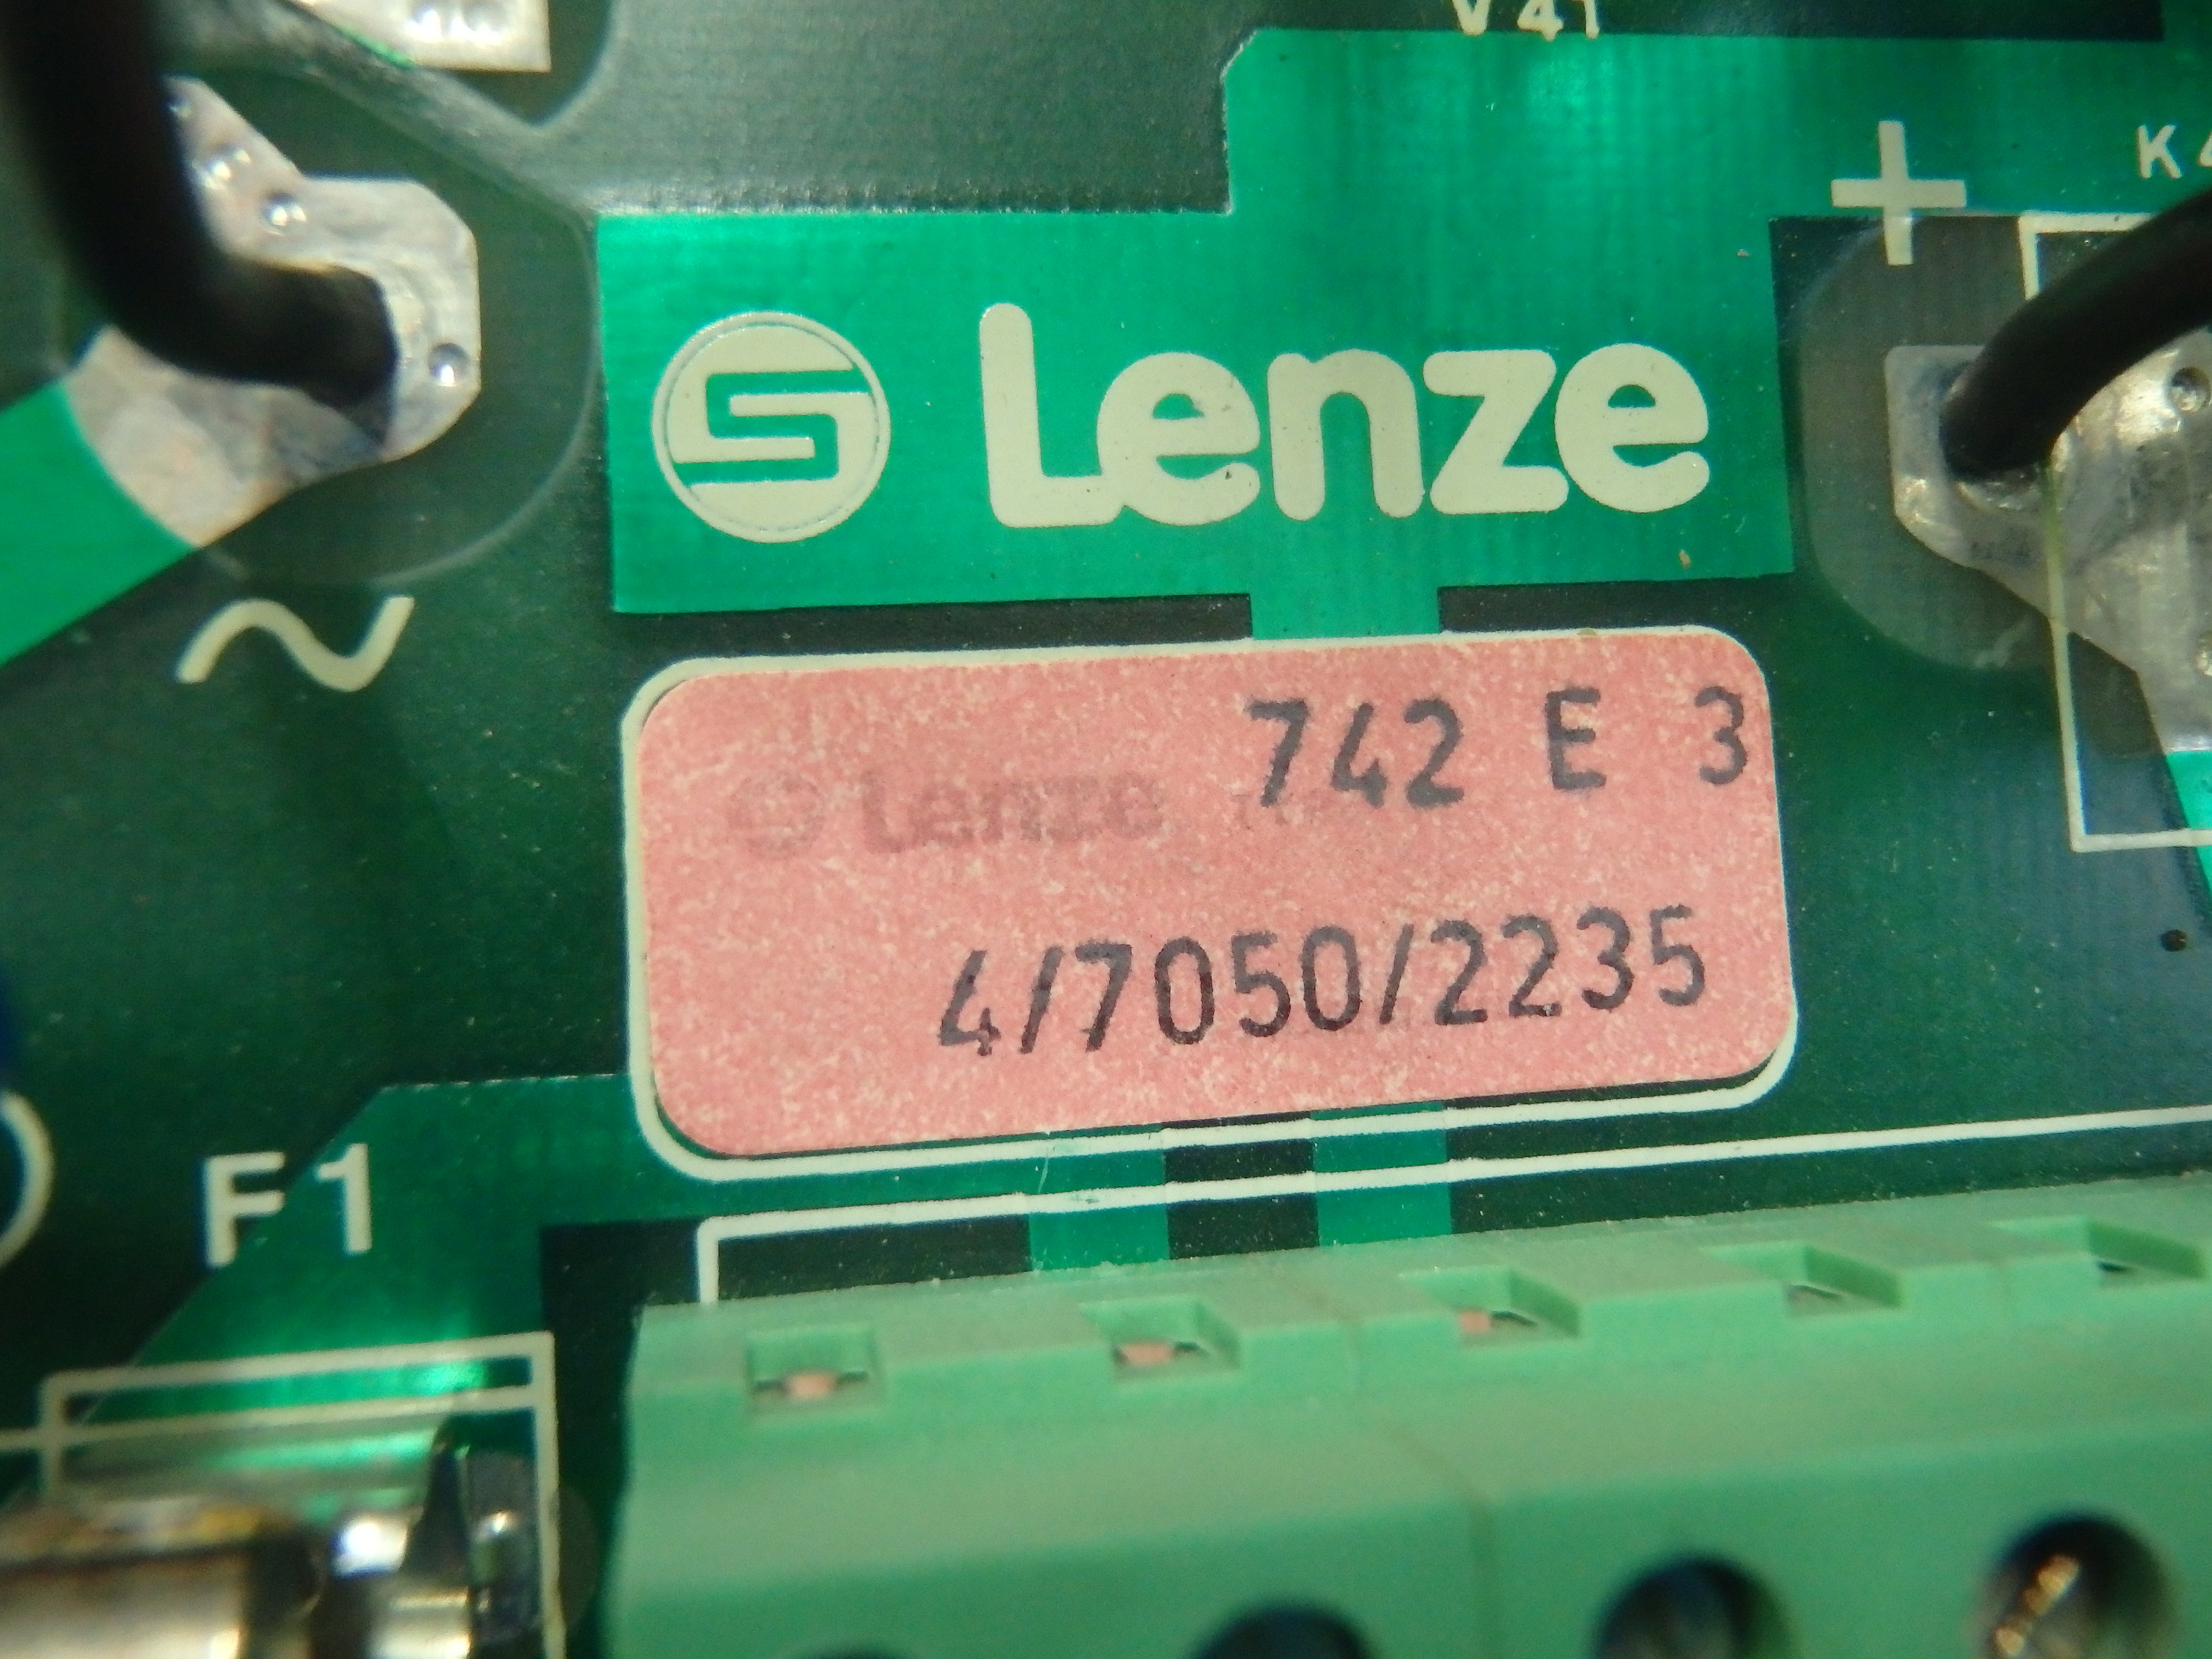 V41
+
K4
Lenze
~
742 E 3
Lenze
4/7050/2235
F1